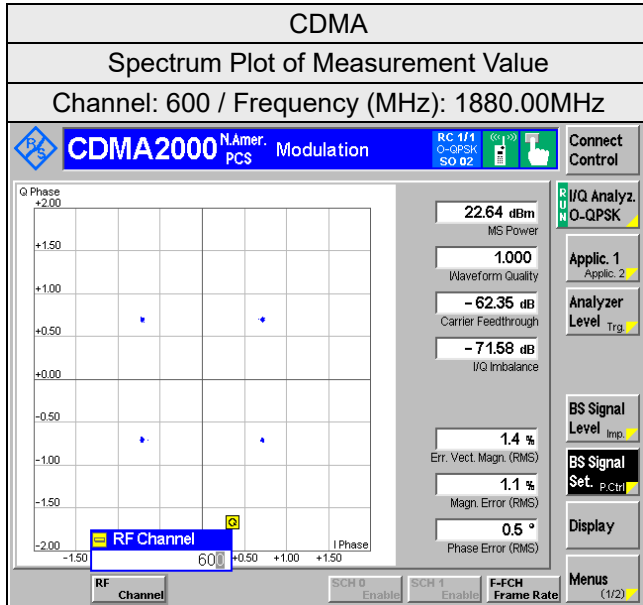 CDMA
Spectrum Plot of Measurement Value
Channel: 600 / Frequency (MHz): 1880.00MHz
R&S
CDMA2000 N.Amer. PCS Modulation
RC 1/1
O-QPSK
SO 02
Connect
Control
Q Phase
+2.00
+1.50
+1.00
+0.50
+0.00
-0.50
-1.00
-1.50
-2.00
-1.50
+0.50
+1.00
+1.50
I Phase
Q
RF Channel
600
22.64 dBm
MS Power
1.000
Waveform Quality
– 62.35 dB
Carrier Feedthrough
– 71.58 dB
I/Q Imbalance
1.4 %
Err. Vect. Magn. (RMS)
1.1 %
Magn. Error (RMS)
0.5 °
Phase Error (RMS)
RUN
I/Q Analyz.
O-QPSK
Applic. 1
Applic. 2
Analyzer
Level Trg.
BS Signal
Level Imp.
BS Signal
Set. P.Ctrl
Display
Menus
(1/2)
RF
Channel
SCH 0
Enable
SCH 1
Enable
F-FCH
Frame Rate